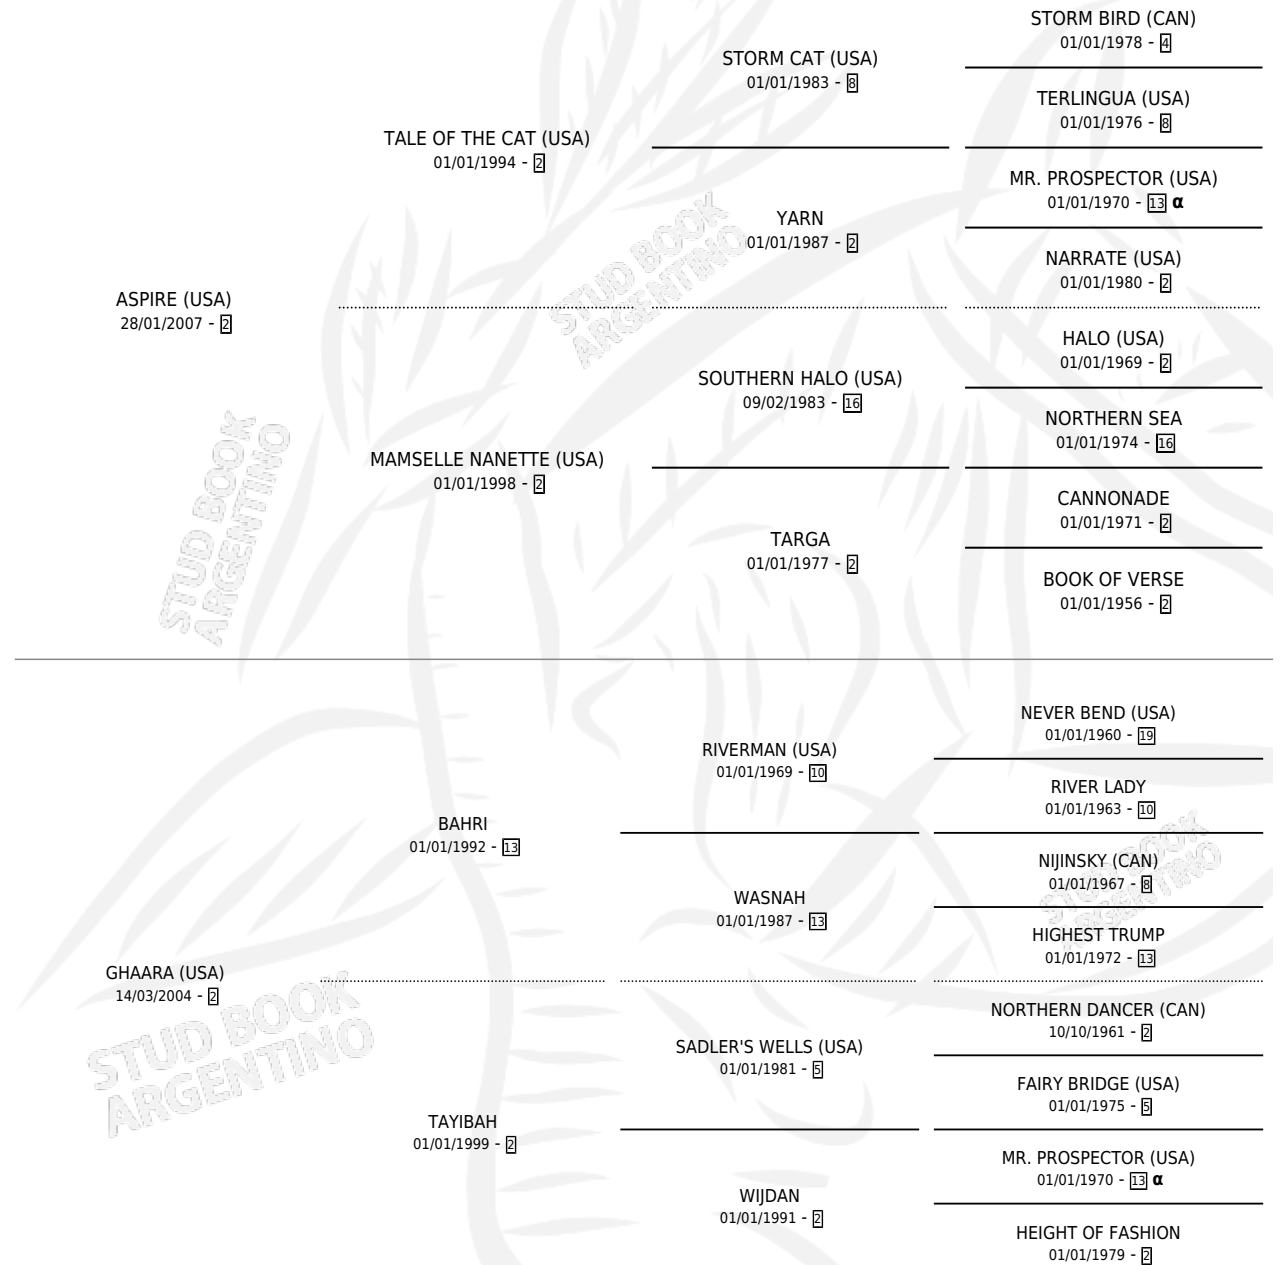 STORM BIRD (CAN)
01/01/1978 - 4
STORM CAT (USA)
01/01/1983 - 8
TERLINGUA (USA)
01/01/1976 - 8
TALE OF THE CAT (USA)
01/01/1994 - 2
MR. PROSPECTOR (USA)
01/01/1970 - 13 α
YARN
01/01/1987 - 2
NARRATE (USA)
01/01/1980 - 2
ASPIRE (USA)
28/01/2007 - 2
HALO (USA)
01/01/1969 - 2
SOUTHERN HALO (USA)
09/02/1983 - 16
NORTHERN SEA
01/01/1974 - 16
MAMSELLE NANETTE (USA)
01/01/1998 - 2
CANNONADE
01/01/1971 - 2
TARGA
01/01/1977 - 2
BOOK OF VERSE
01/01/1956 - 2
NEVER BEND (USA)
01/01/1960 - 19
RIVERMAN (USA)
01/01/1969 - 10
RIVER LADY
01/01/1963 - 10
BAHRI
01/01/1992 - 13
NIJINSKY (CAN)
01/01/1967 - 8
WASNAH
01/01/1987 - 13
HIGHEST TRUMP
01/01/1972 - 13
GHAARA (USA)
14/03/2004 - 2
NORTHERN DANCER (CAN)
10/10/1961 - 2
SADLER'S WELLS (USA)
01/01/1981 - 5
FAIRY BRIDGE (USA)
01/01/1975 - 5
TAYIBAH
01/01/1999 - 2
MR. PROSPECTOR (USA)
01/01/1970 - 13 α
WIJDAN
01/01/1991 - 2
HEIGHT OF FASHION
01/01/1979 - 2
STUD BOOK
ARGENTINO
STUD BOOK
ARGENTINO
STUD BOOK
ARGENTINO
STUD BOOK
ARGENTINO